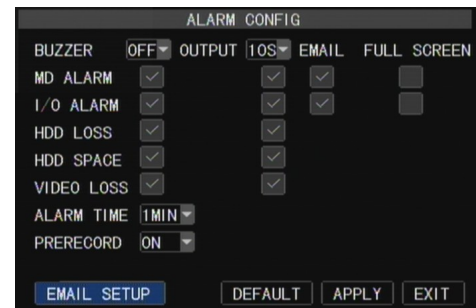 ALARM CONFIG
BUZZER OFF OUTPUT 10S EMAIL FULL SCREEN
MD ALARM
I/O ALARM
HDD LOSS
HDD SPACE
VIDEO LOSS
ALARM TIME 1MIN
PRERECORD ON
EMAIL SETUP DEFAULT APPLY EXIT